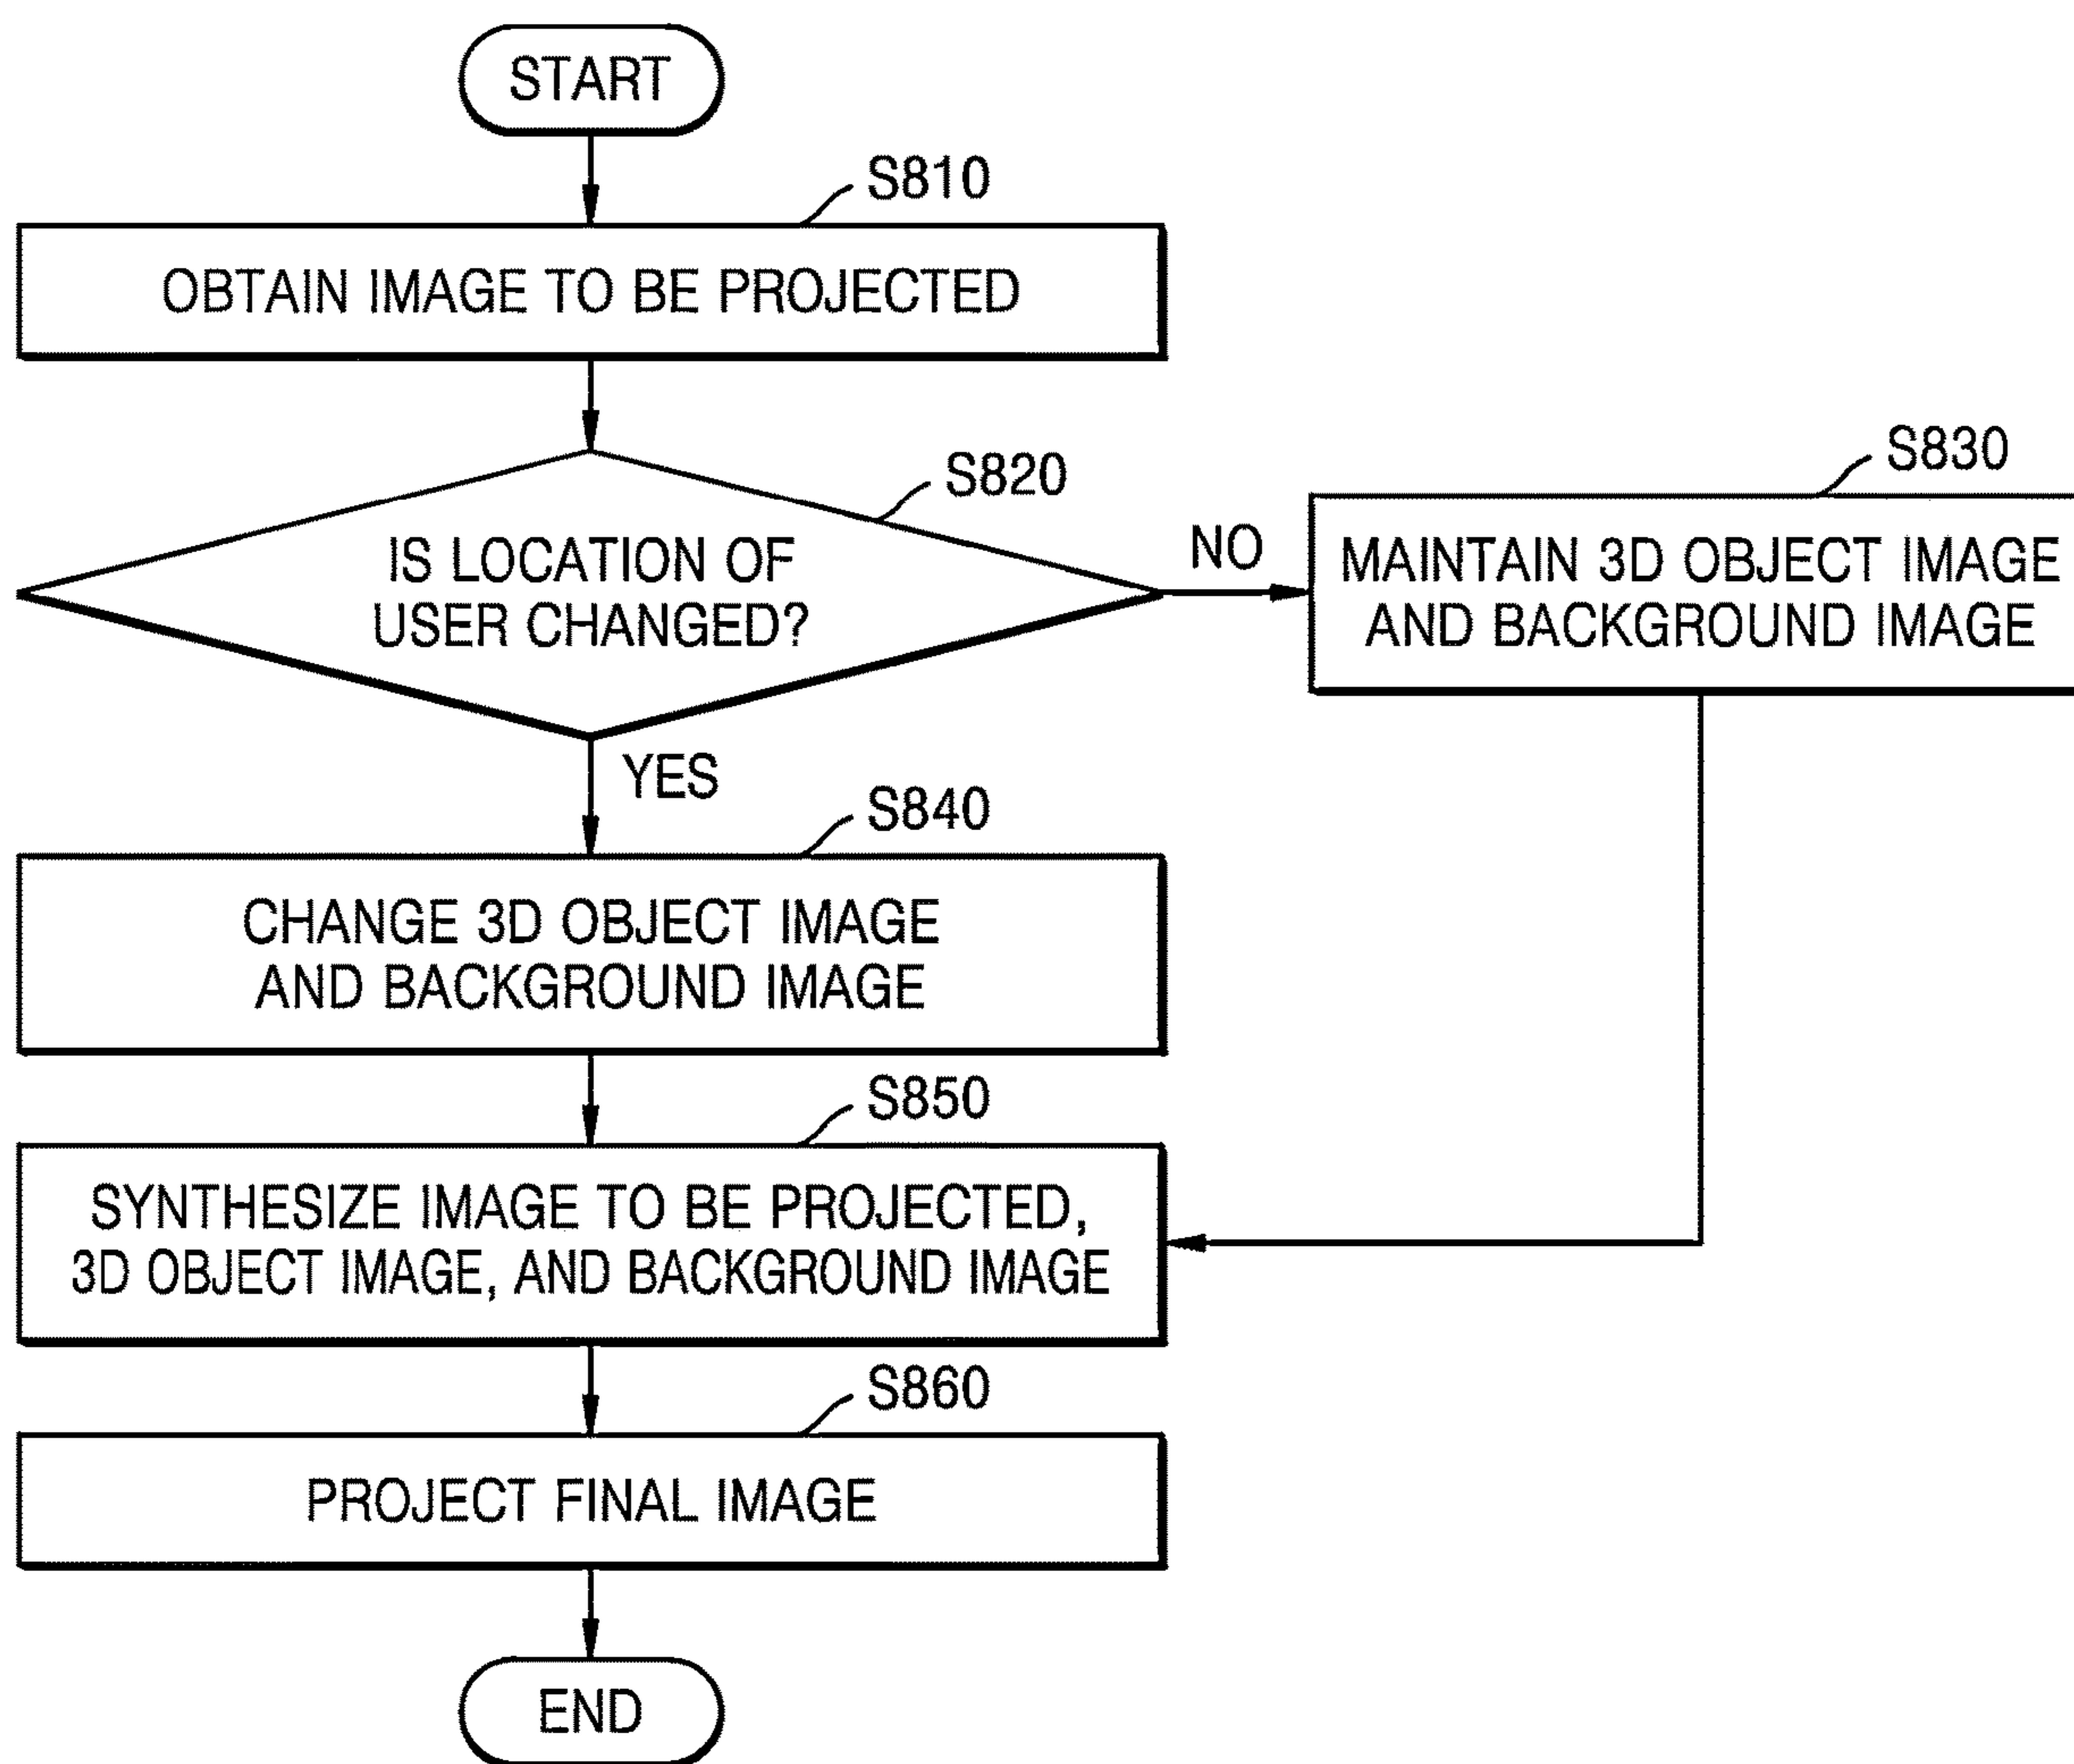 START
S810
OBTAIN IMAGE TO BE PROJECTED
S820
IS LOCATION OF
USER CHANGED?
NO
S830
MAINTAIN 3D OBJECT IMAGE
AND BACKGROUND IMAGE
YES
S840
CHANGE 3D OBJECT IMAGE
AND BACKGROUND IMAGE
S850
SYNTHESIZE IMAGE TO BE PROJECTED,
3D OBJECT IMAGE, AND BACKGROUND IMAGE
S860
PROJECT FINAL IMAGE
END